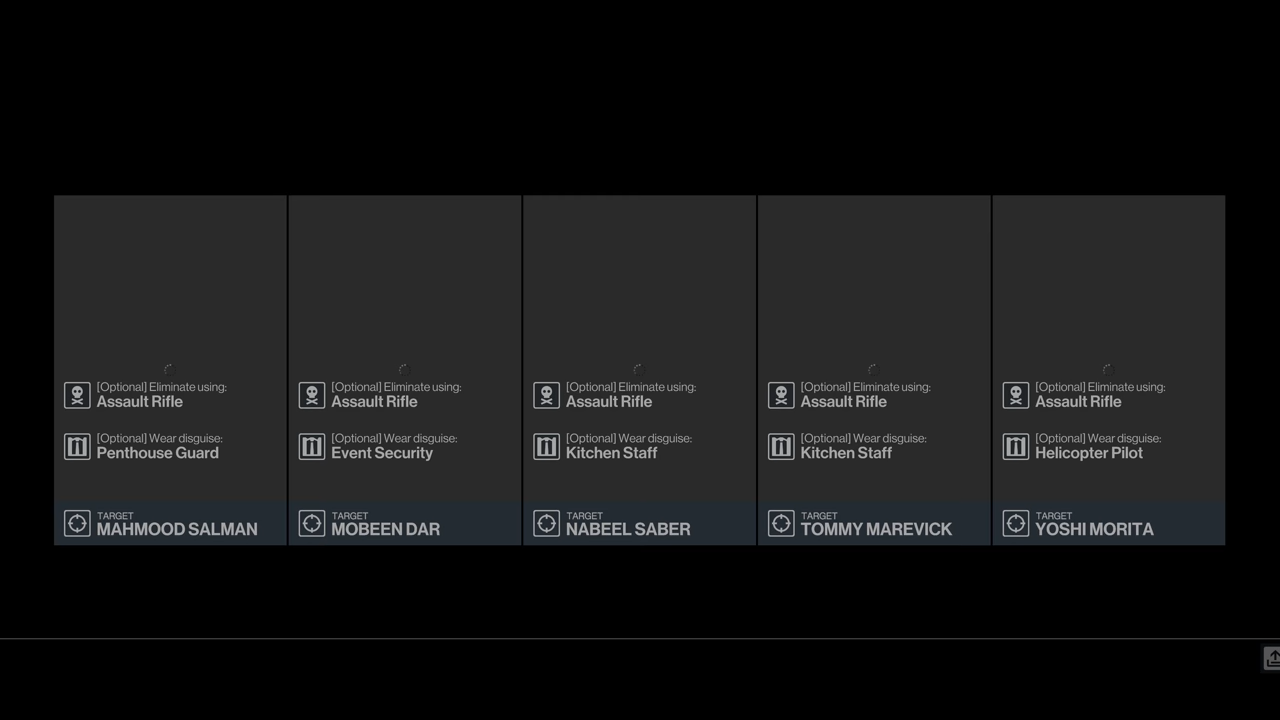 [Optional] Eliminate using:
Assault Rifle
[Optional] Wear disguise:
Penthouse Guard
TARGET
MAHMOOD SALMAN
[Optional] Eliminate using:
Assault Rifle
[Optional] Wear disguise:
Event Security
TARGET
MOBEEN DAR
[Optional] Eliminate using:
Assault Rifle
[Optional] Wear disguise:
Kitchen Staff
TARGET
NABEEL SABER
[Optional] Eliminate using:
Assault Rifle
[Optional] Wear disguise:
Kitchen Staff
TARGET
TOMMY MAREVICK
[Optional] Eliminate using:
Assault Rifle
[Optional] Wear disguise:
Helicopter Pilot
TARGET
YOSHI MORITA